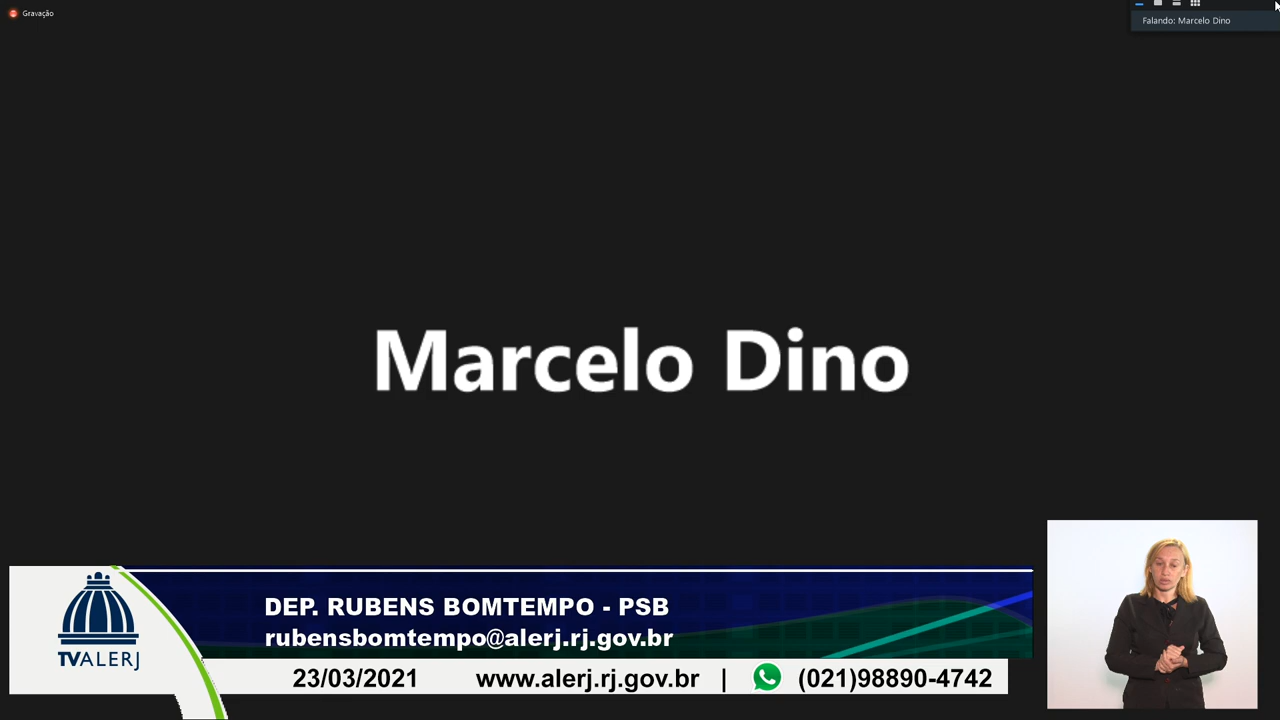 Gravação
Falando: Marcelo Dino
Marcelo Dino
DEP. RUBENS BOMTEMPO - PSB
rubensbomtempo@alerj.rj.gov.br
TVALERJ
23/03/2021 www.alerj.rj.gov.br | (021)98890-4742